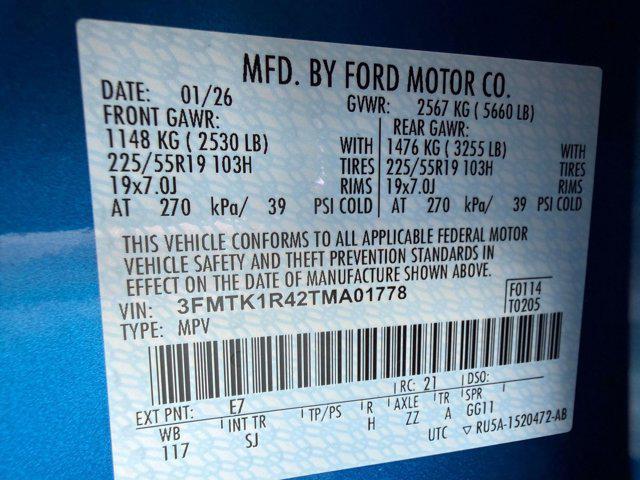 MFD. BY FORD MOTOR CO.
DATE: 01/26 GVWR: 2567 KG ( 5660 LB)
FRONT GAWR: REAR GAWR:
1148 KG ( 2530 LB) WITH 1476 KG ( 3255 LB) WITH
225/55R19 103H TIRES 225/55R19 103H TIRES
19x7.0J RIMS 19x7.0J RIMS
AT 270 kPa/ 39 PSI COLD AT 270 kPa/ 39 PSI COLD
THIS VEHICLE CONFORMS TO ALL APPLICABLE FEDERAL MOTOR
VEHICLE SAFETY AND THEFT PREVENTION STANDARDS IN
EFFECT ON THE DATE OF MANUFACTURE SHOWN ABOVE.
VIN: 3FMTK1R42TMA01778 F0114
TYPE: MPV T0205
EXT PNT: E7 RC: 21 DSO:
WB INT TR TP/PS R AXLE TR SPR
117 SJ H ZZ A GG11
UTC ▽ RU5A-1520472-AB